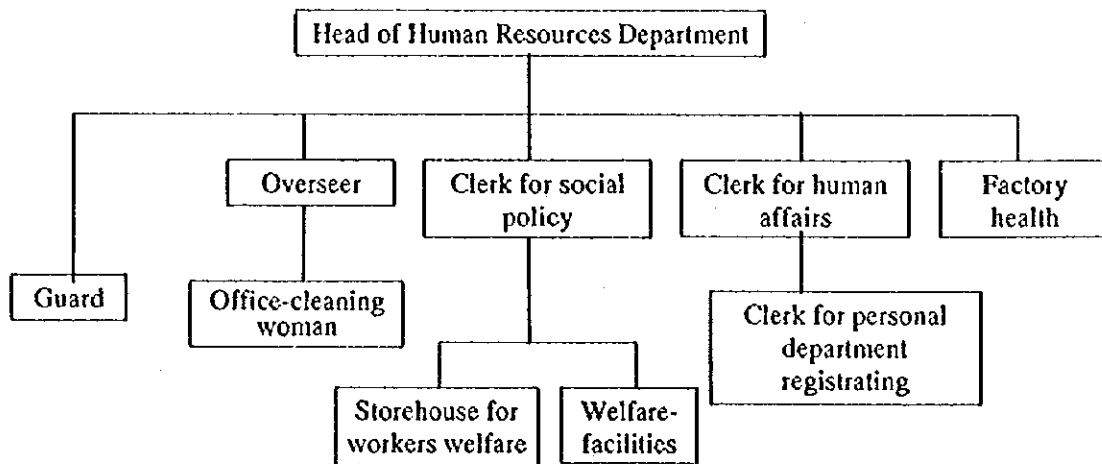 Head of Human Resources Department
Overseer
Clerk for social
policy
Clerk for human
affairs
Factory
health
Guard
Office-cleaning
woman
Clerk for personal
department
registrating
Storehouse for
workers welfare
Welfare-
facilities